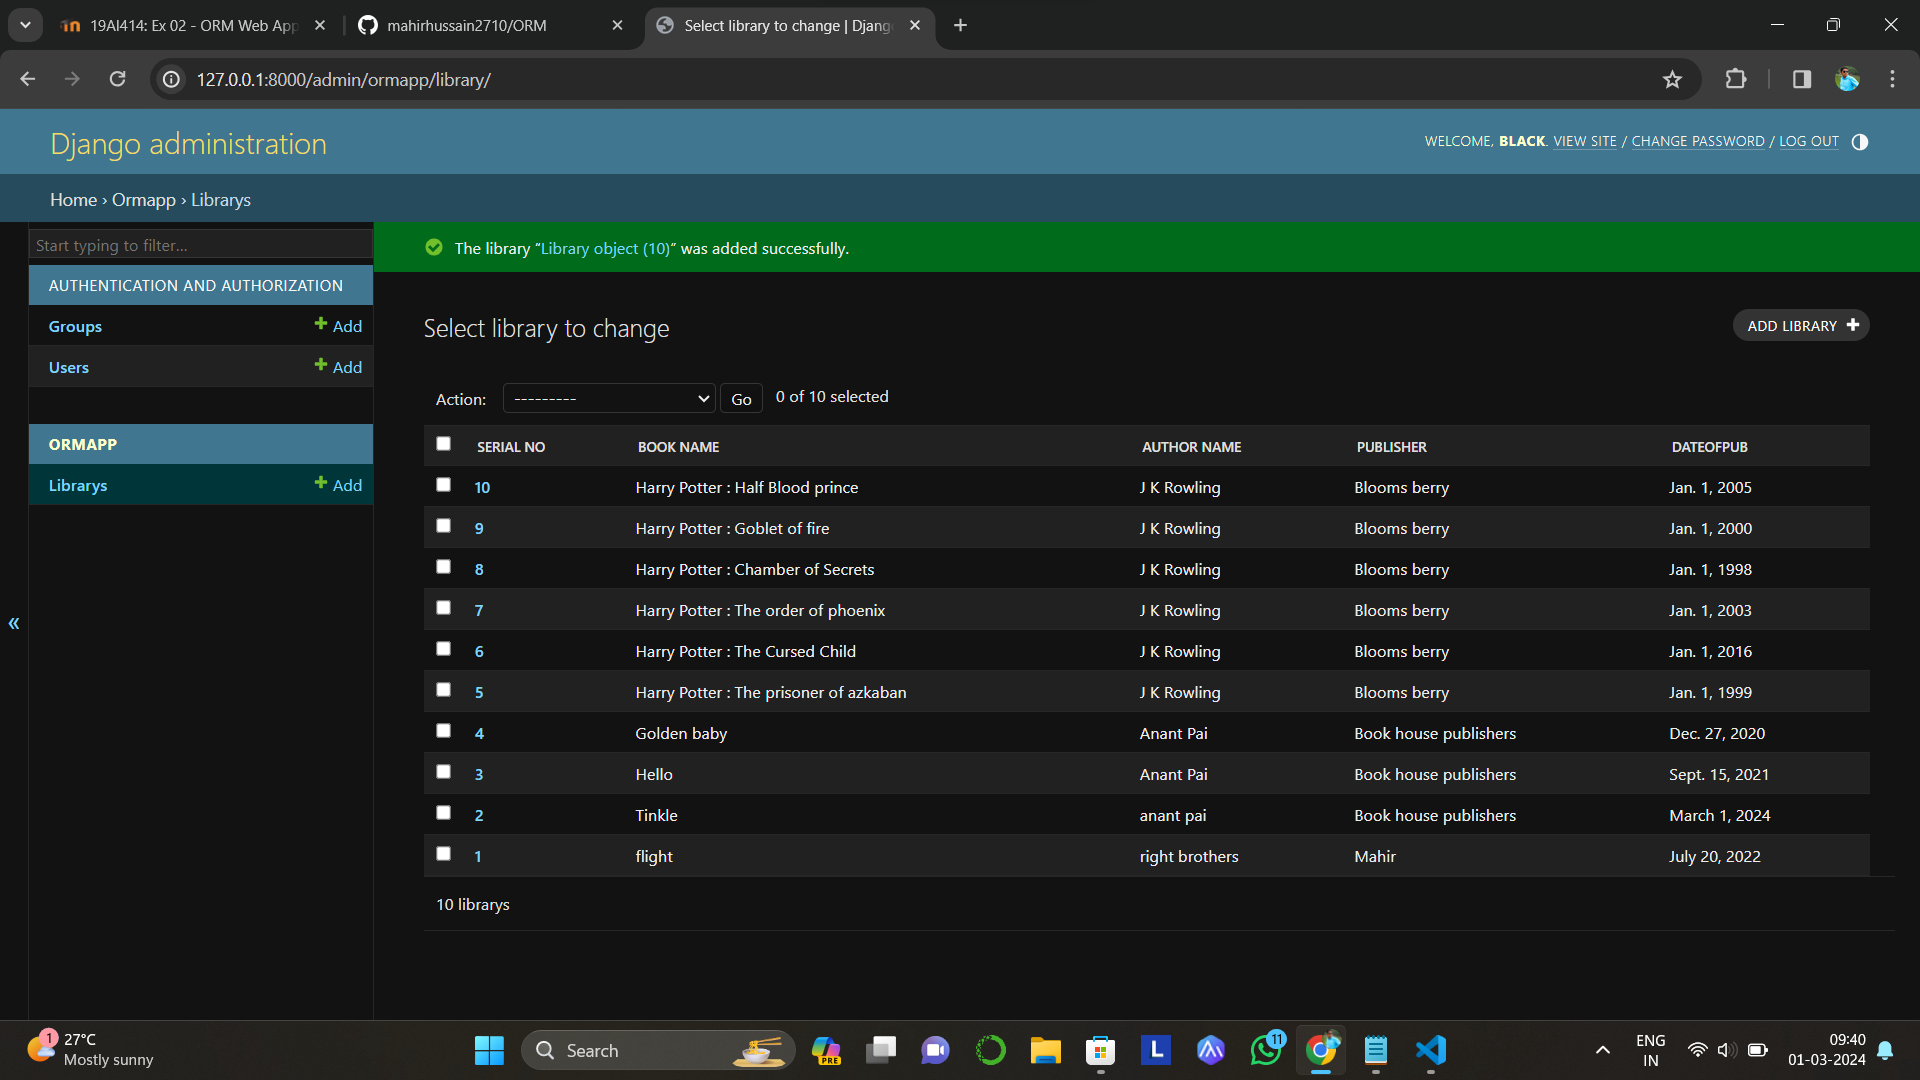 19AI414: Ex 02 - ORM Web App
mahirhussain2710/ORM
Select library to change | Djang
127.0.0.1:8000/admin/ormapp/library/
Django administration
WELCOME, BLACK. VIEW SITE / CHANGE PASSWORD / LOG OUT
Home › Ormapp › Librarys
Start typing to filter...
AUTHENTICATION AND AUTHORIZATION
Groups + Add
Users + Add
ORMAPP
Librarys + Add
«
The library “Library object (10)” was added successfully.
Select library to change
ADD LIBRARY +
Action: --------- Go 0 of 10 selected
SERIAL NO BOOK NAME AUTHOR NAME PUBLISHER DATEOFPUB
10 Harry Potter : Half Blood prince J K Rowling Blooms berry Jan. 1, 2005
9 Harry Potter : Goblet of fire J K Rowling Blooms berry Jan. 1, 2000
8 Harry Potter : Chamber of Secrets J K Rowling Blooms berry Jan. 1, 1998
7 Harry Potter : The order of phoenix J K Rowling Blooms berry Jan. 1, 2003
6 Harry Potter : The Cursed Child J K Rowling Blooms berry Jan. 1, 2016
5 Harry Potter : The prisoner of azkaban J K Rowling Blooms berry Jan. 1, 1999
4 Golden baby Anant Pai Book house publishers Dec. 27, 2020
3 Hello Anant Pai Book house publishers Sept. 15, 2021
2 Tinkle anant pai Book house publishers March 1, 2024
1 flight right brothers Mahir July 20, 2022
10 librarys
1
27°C
Mostly sunny
Search
PRE
L
11
ENG
IN
09:40
01-03-2024